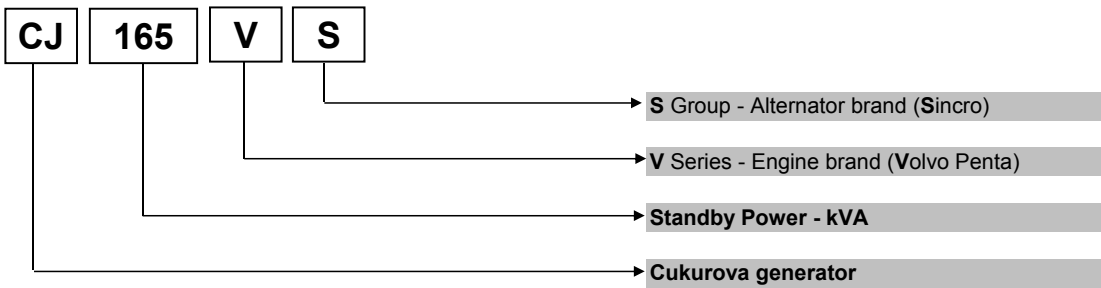 CJ 165 V S
S Group - Alternator brand (Sincro)
V Series - Engine brand (Volvo Penta)
Standby Power - kVA
Cukurova generator